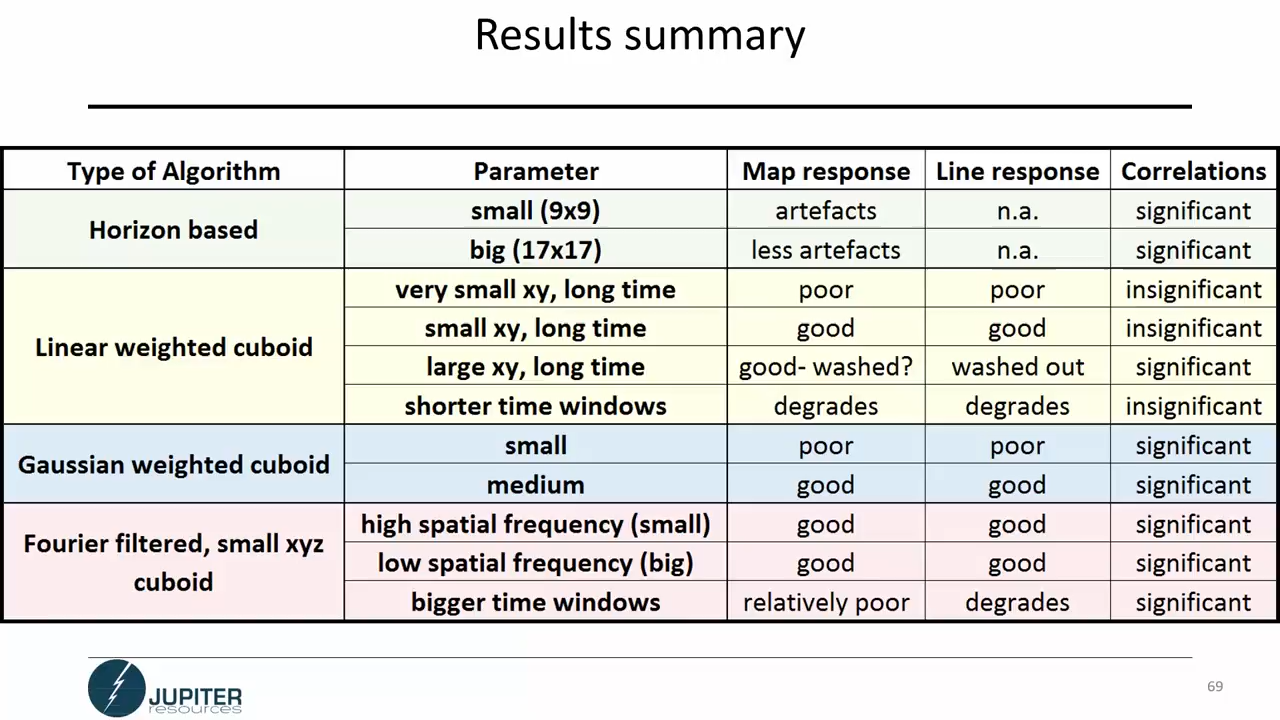 Results summary
Type of Algorithm Parameter Map response Line response Correlations
Horizon based
small (9x9) artefacts n.a. significant
big (17x17) less artefacts n.a. significant
Linear weighted cuboid
very small xy, long time poor poor insignificant
small xy, long time good good insignificant
large xy, long time good- washed? washed out significant
shorter time windows degrades degrades insignificant
Gaussian weighted cuboid
small poor poor significant
medium good good significant
Fourier filtered, small xyz
cuboid
high spatial frequency (small) good good significant
low spatial frequency (big) good good significant
bigger time windows relatively poor degrades significant
JUPITER
resources
69